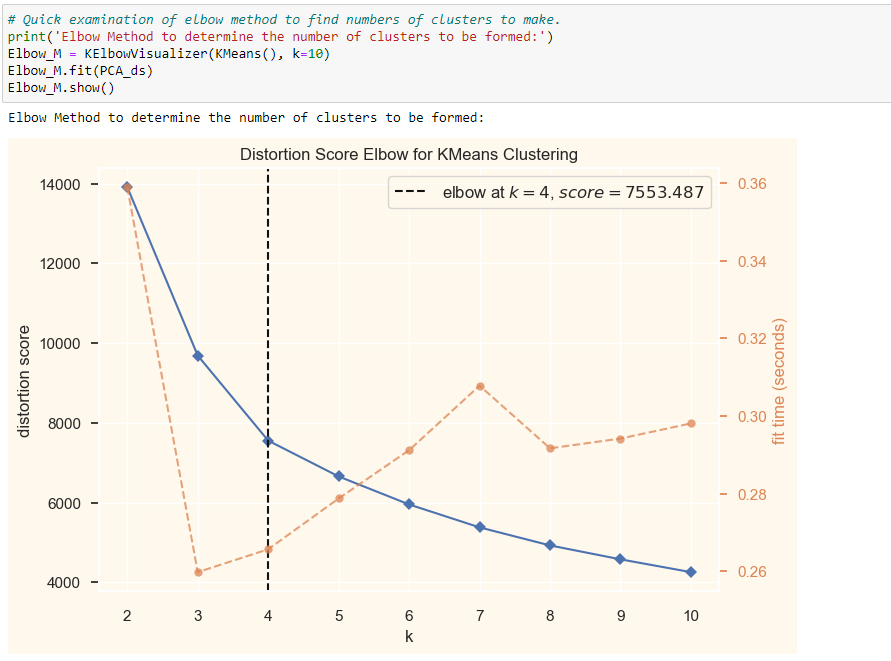 # Quick examination of elbow method to find numbers of clusters to make.
print('Elbow Method to determine the number of clusters to be formed:')
Elbow_M = KElbowVisualizer(KMeans(), k=10)
Elbow_M.fit(PCA_ds)
Elbow_M.show()
Elbow Method to determine the number of clusters to be formed:
Distortion Score Elbow for KMeans Clustering
elbow at k = 4, score = 7553.487
distortion score
14000
12000
10000
8000
6000
4000
0.36
0.34
0.32
0.30
0.28
0.26
fit time (seconds)
2 3 4 5 6 7 8 9 10
k